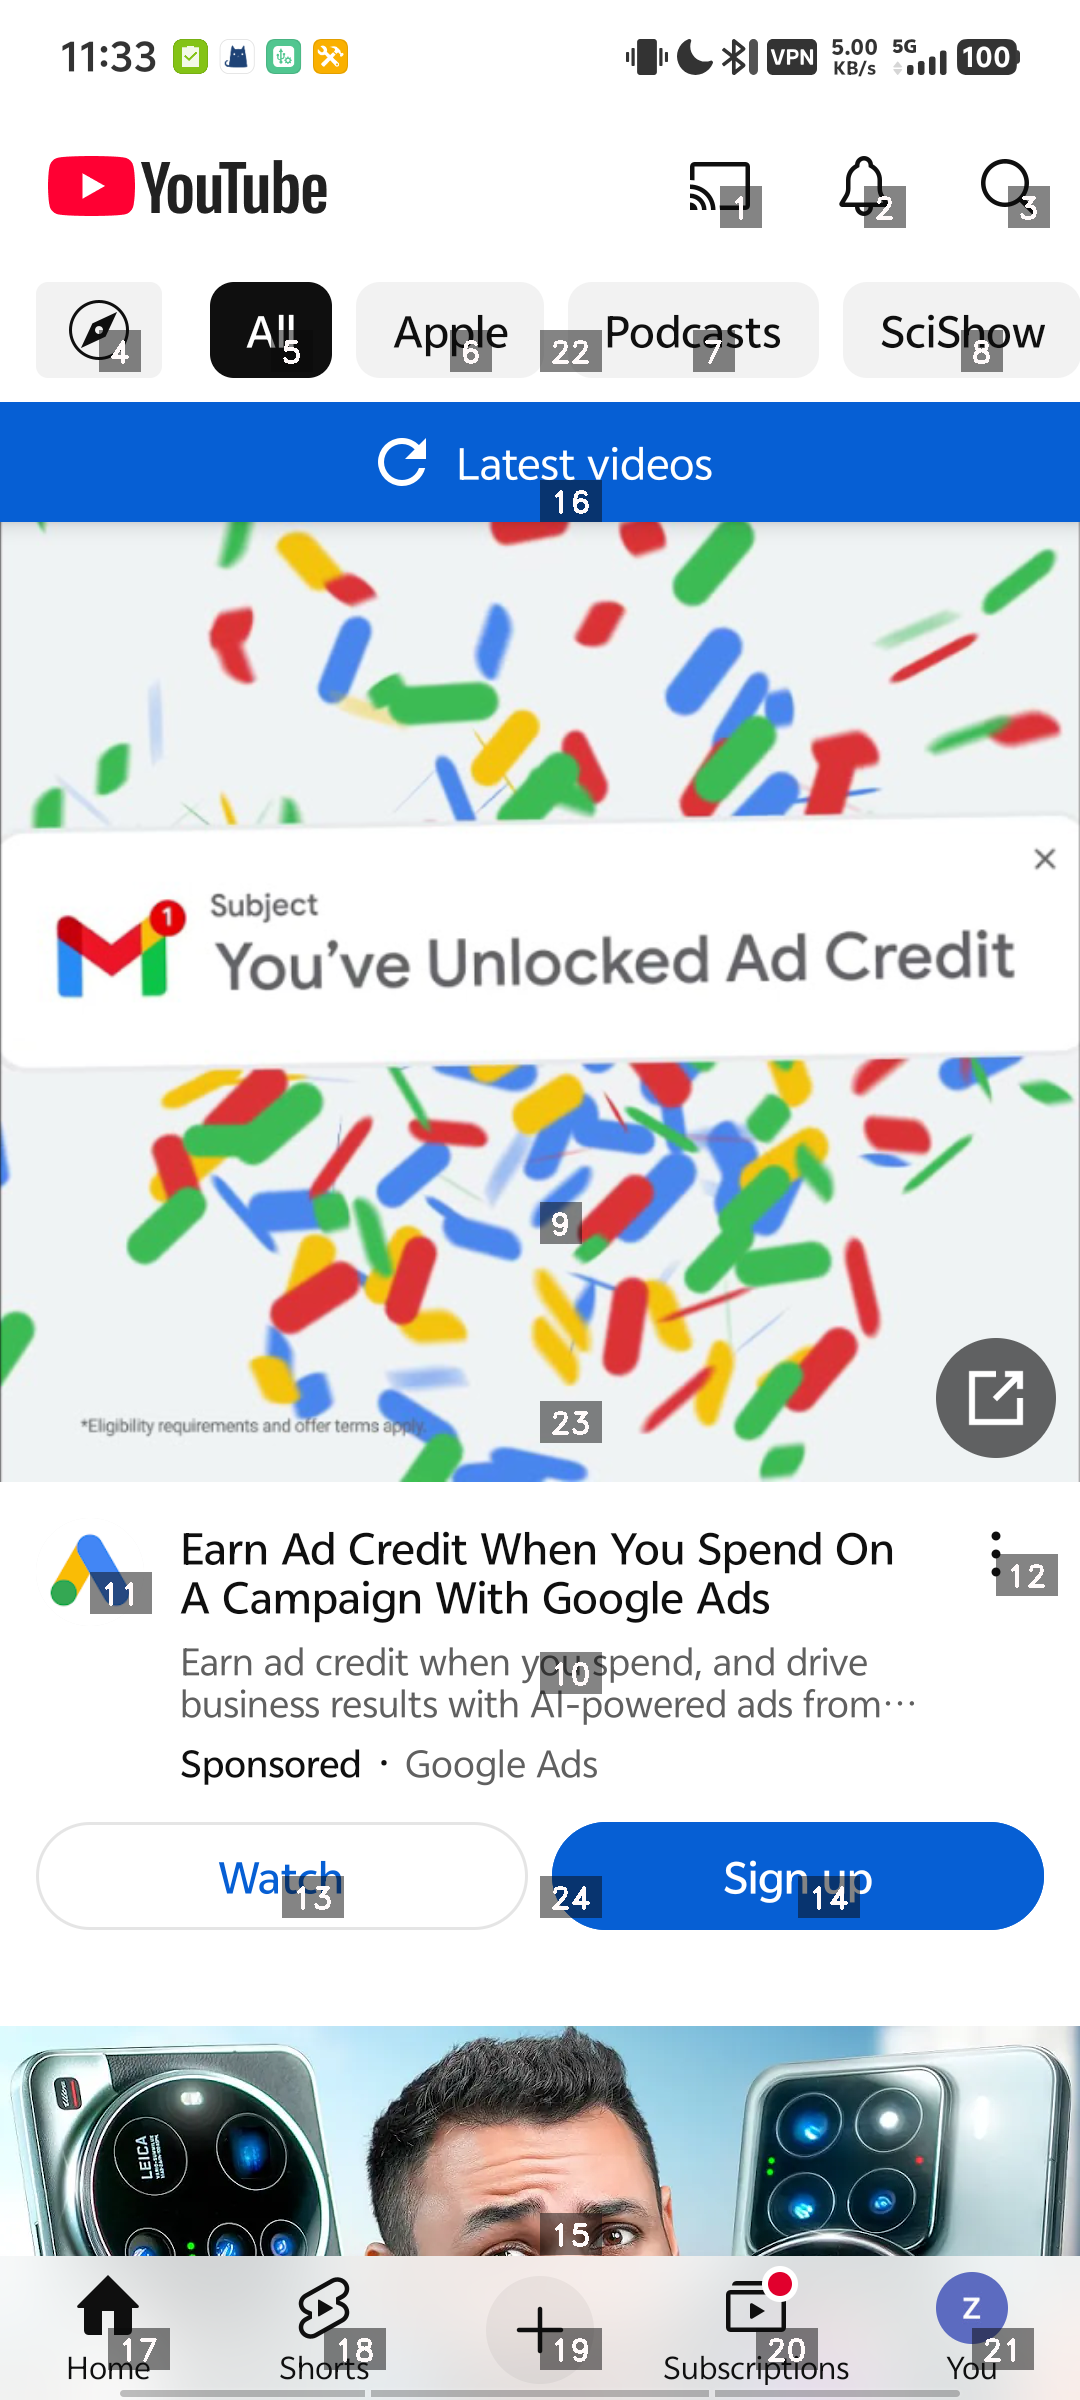 11:33
VPN
5.00
KB/s
5G
100
YouTube
1
2
3
4
All
5
Apple
6
22
Podcasts
7
SciShow
8
Latest videos
16
1
Subject
You've Unlocked Ad Credit
9
*Eligibility requirements and offer terms apply.
23
Earn Ad Credit When You Spend On
A Campaign With Google Ads
11
12
Earn ad credit when you spend, and drive
10
business results with AI-powered ads from…
Sponsored · Google Ads
Watch
13
24
Sign up
14
LEICA
15
Home
17
Shorts
18
19
Subscriptions
20
Z
You
21